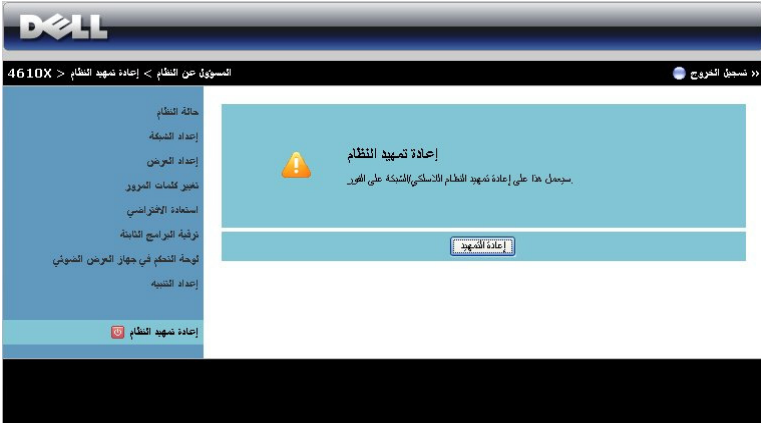 DELL
4610X > المسؤول عن النظام > إعادة تمهيد النظام
تسجيل الخروج »
حالة النظام
إعداد الشبكة
إعداد العرض
تغيير كلمات المرور
استعادة الافتراضي
ترقية البرامج الثابتة
لوحة التحكم في جهاز العرض الضوئي
إعداد التنبيه
إعادة تمهيد النظام
إعادة تمهيد النظام
سيعمل هذا على إعادة تمهيد النظام اللاسلكي/الشبكة على الفور.
إعادة التمهيد